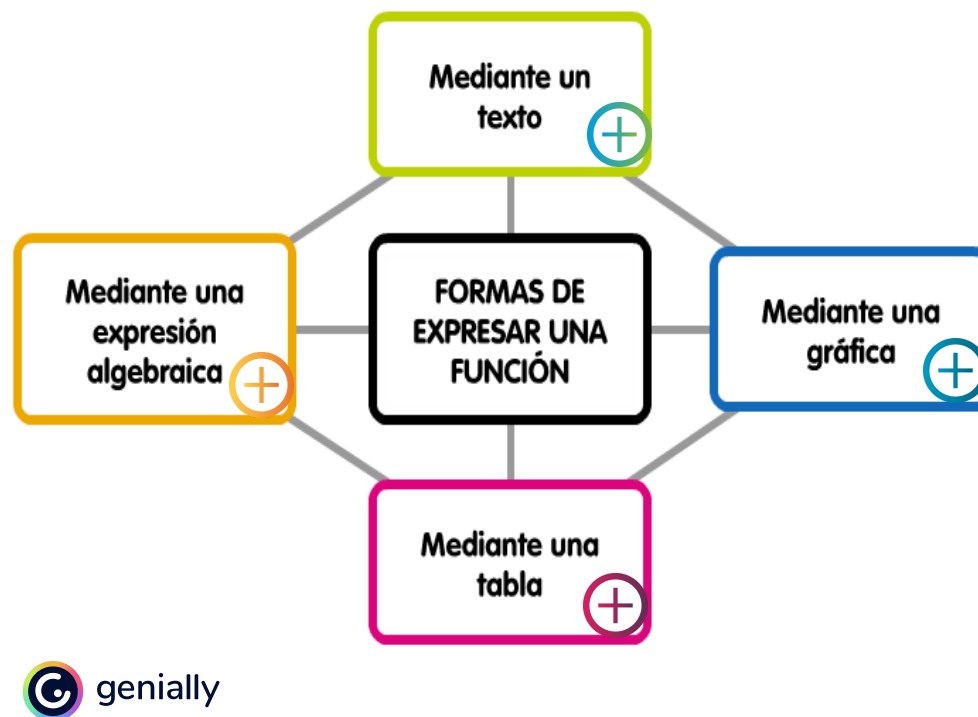 Mediante un
texto
Mediante una
expresión
algebraica
FORMAS DE
EXPRESAR UNA
FUNCIÓN
Mediante una
gráfica
Mediante una
tabla
genially